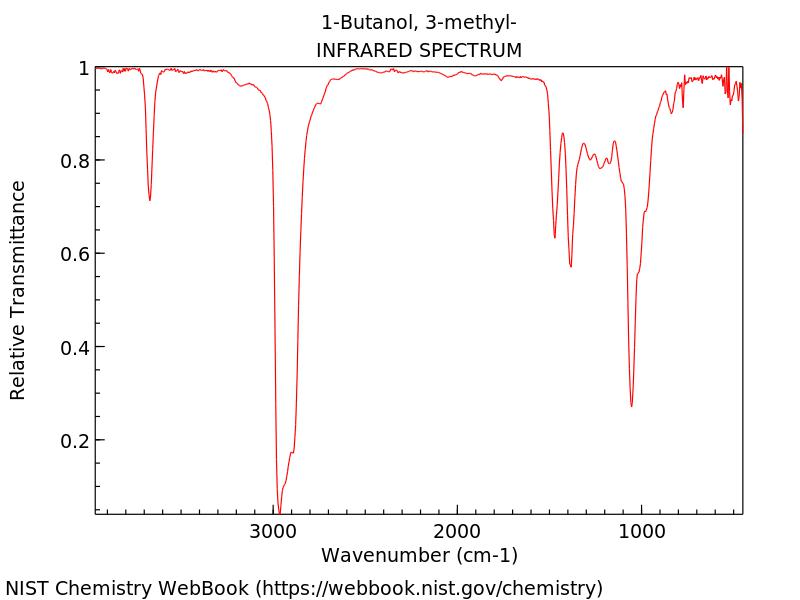 1-Butanol, 3-methyl-
INFRARED SPECTRUM
1
0.8
0.6
0.4
0.2
Relative Transmittance
3000
2000
1000
Wavenumber (cm-1)
NIST Chemistry WebBook (https://webbook.nist.gov/chemistry)